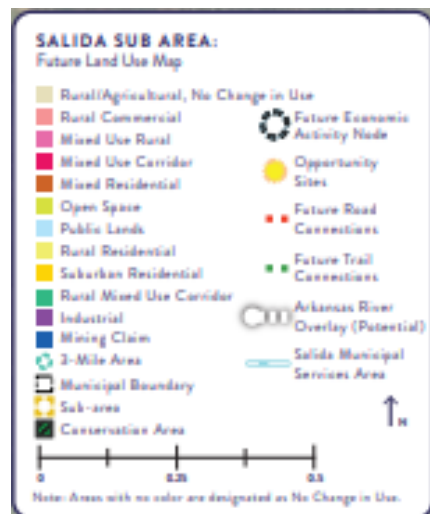 SALIDA SUB AREA:
Future Land Use Map
Rural/Agricultural, No Change in Use
Rural Commercial
Mixed Use Rural
Mixed Use Corridor
Mixed Residential
Open Space
Public Lands
Rural Residential
Suburban Residential
Rural Mixed Use Corridor
Industrial
Mining Claim
3-Mile Area
Municipal Boundary
Sub-area
Conservation Area
Future Economic
Activity Node
Opportunity
Sites
Future Road
Connections
Future Trail
Connections
Arkansas River
Overlay (Potential)
Salida Municipal
Services Area
N
0 0.25 0.5
Note: Areas with no color are designated as No Change in Use.